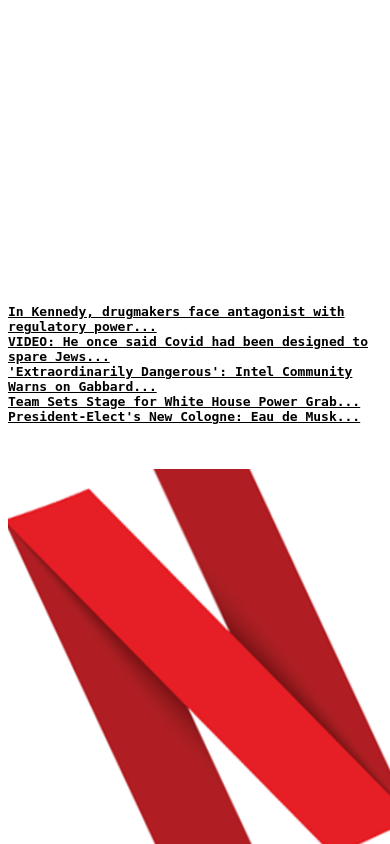 In Kennedy, drugmakers face antagonist with
regulatory power...
VIDEO: He once said Covid had been designed to
spare Jews...
'Extraordinarily Dangerous': Intel Community
Warns on Gabbard...
Team Sets Stage for White House Power Grab...
President-Elect's New Cologne: Eau de Musk...